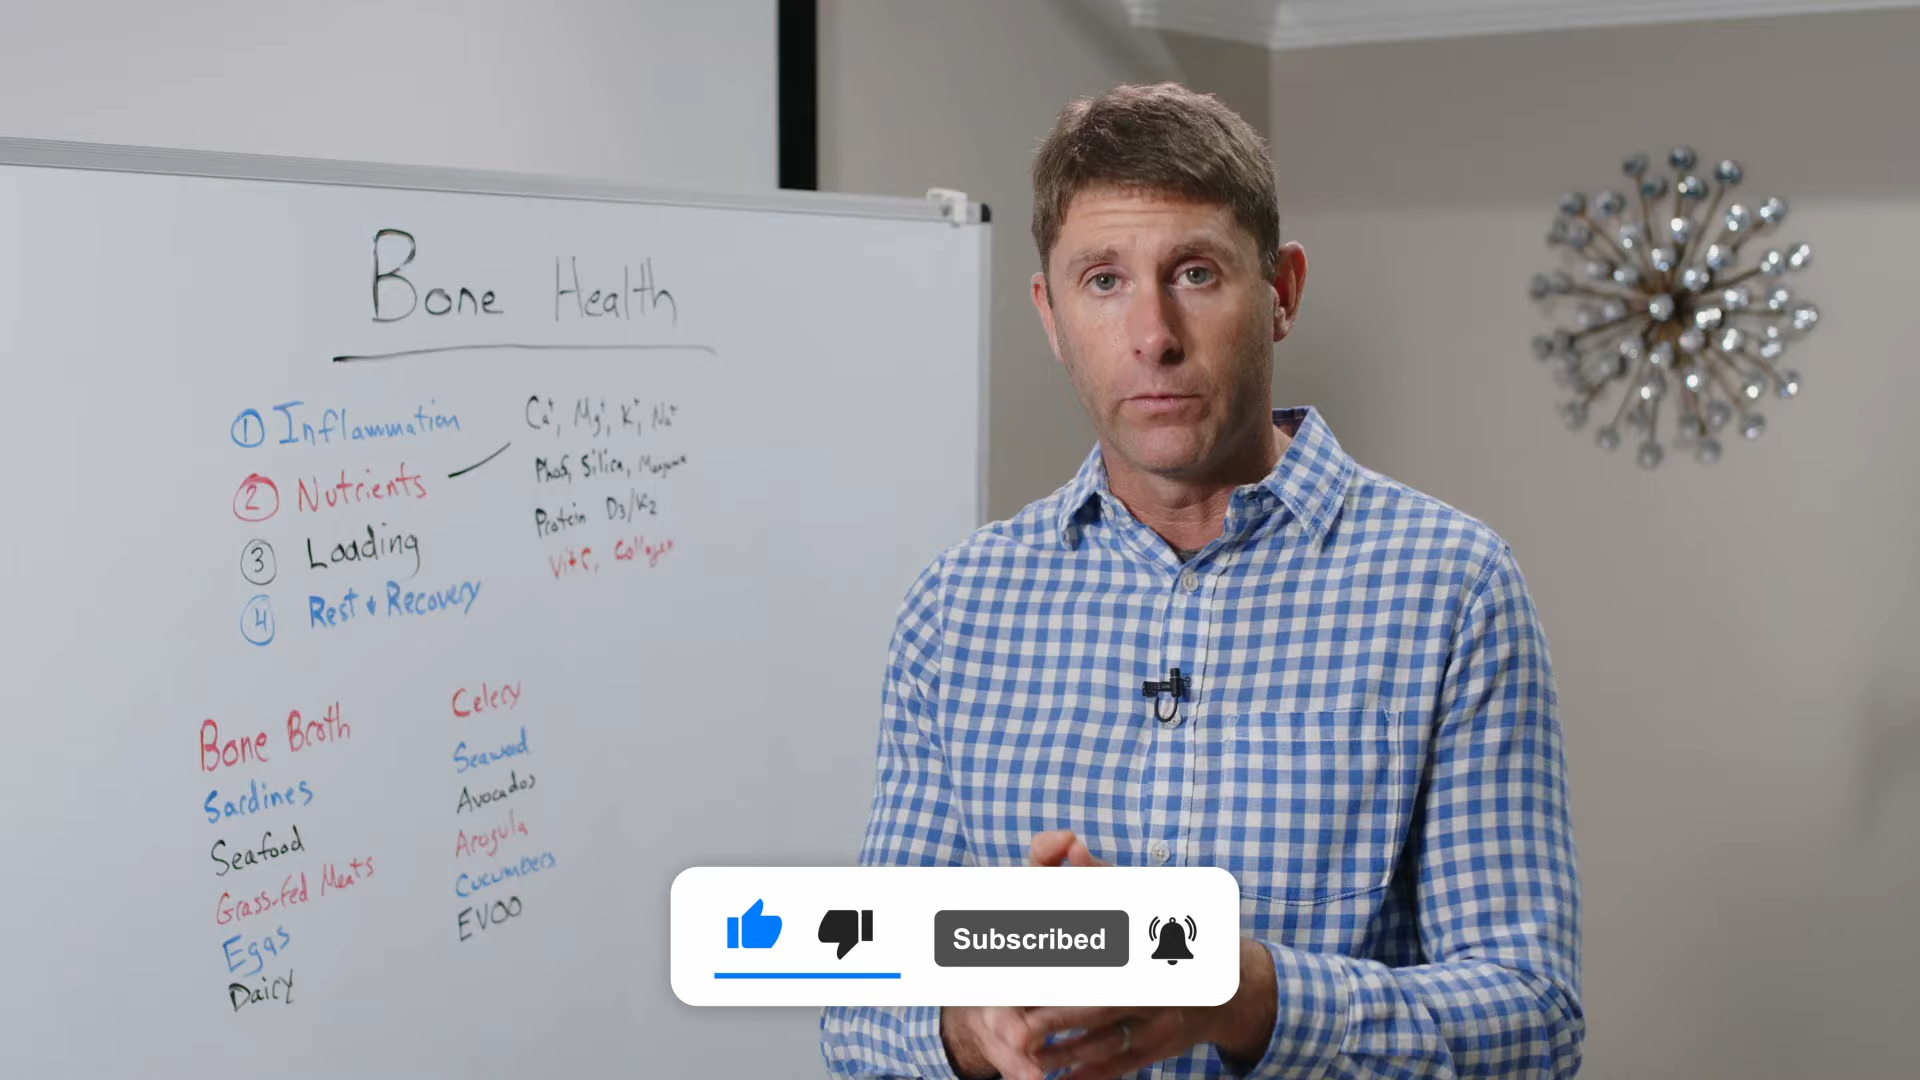 Bone Health
① Inflammation
② Nutrients
③ Loading
④ Rest & Recovery
Ca⁺, Mg⁺, K⁺, Na⁺
Phos, Silica,
Protein D3/K2
Vit C, Collagen
Bone Broth
Sardines
Seafood
Grass-fed Meats
Eggs
Dairy
Celery
Seaweed
Avocados
Arugula
Cucumbers
EVOO
Subscribed